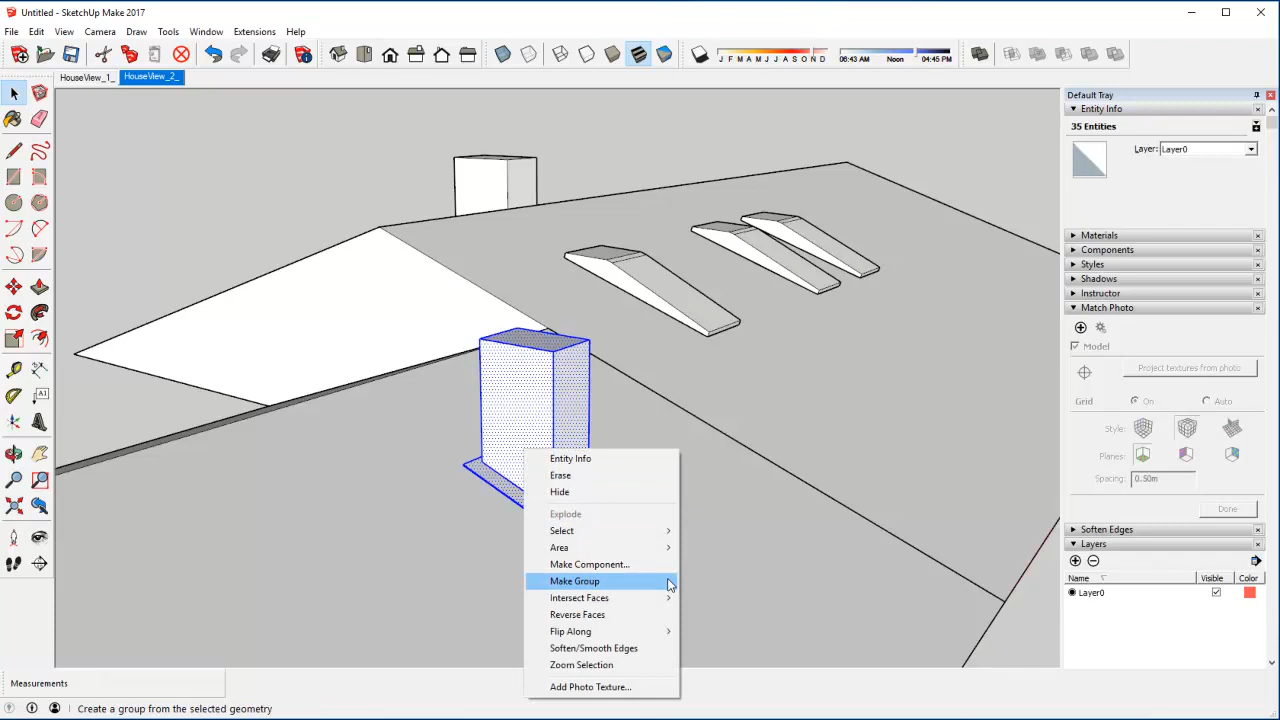 Untitled - SketchUp Make 2017
File Edit View Camera Draw Tools Window Extensions Help
J F M A M J J A S O N D
06:43 AM Noon 04:45 PM
HouseView_1_ HouseView_2_
Default Tray
Entity Info
35 Entities
Layer: Layer0
Materials
Components
Styles
Shadows
Instructor
Match Photo
Model
Project textures from photo
Grid On Auto
Style:
Planes:
Spacing: 0.50m
Done
Soften Edges
Layers
Name Visible Color
Layer0
A1
Entity Info
Erase
Hide
Explode
Select
Area
Make Component...
Make Group
Intersect Faces
Reverse Faces
Flip Along
Soften/Smooth Edges
Zoom Selection
Add Photo Texture...
Measurements
Create a group from the selected geometry